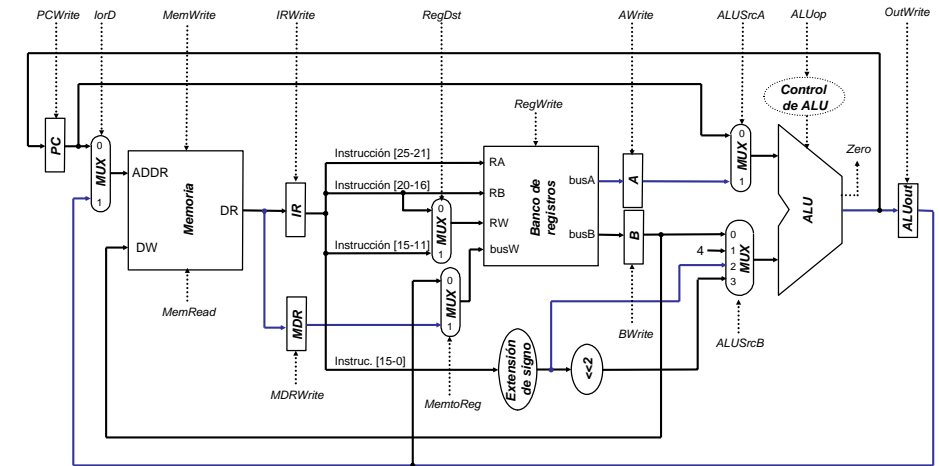 PCWrite
IorD
MemWrite
IRWrite
RegDst
AWrite
ALUSrcA
ALUop
OutWrite
Control
de ALU
RegWrite
PC
0
MUX
1
ADDR
Memoria
DR
DW
MemRead
IR
Instrucción [25-21]
Instrucción [20-16]
0
MUX
1
Instrucción [15-11]
RA
RB
RW
busW
Banco de
registros
busA
busB
A
B
0
MUX
1
Zero
ALU
ALUout
0
4
1
2
3
MUX
MDR
0
MUX
1
BWrite
ALUSrcB
Instruc. [15-0]
Extensión
de signo
<<2
MDRWrite
MemtoReg